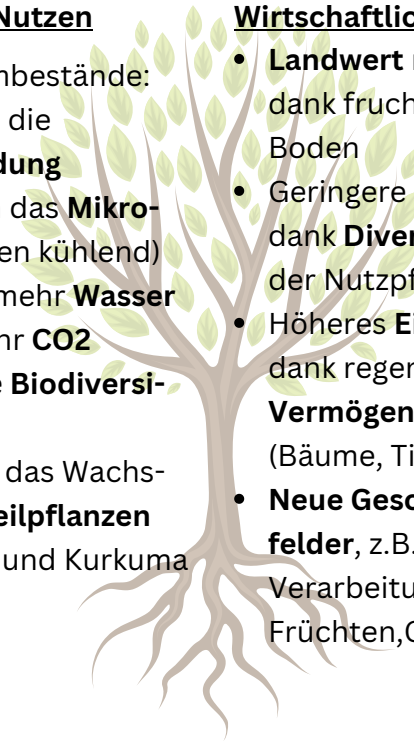 Nutzen
mbestände:
die
dung
das Mikro-
en kühlend)
mehr Wasser
hr CO2
e Biodiversi-
das Wachs-
eilpflanzen
und Kurkuma
Wirtschaftlic
• Landwert
dank fruch
Boden
• Geringere
dank Diver
der Nutzpf
• Höheres Ei
dank reger
Vermögen
(Bäume, Ti
• Neue Gesc
felder, z.B.
Verarbeitu
Früchten,